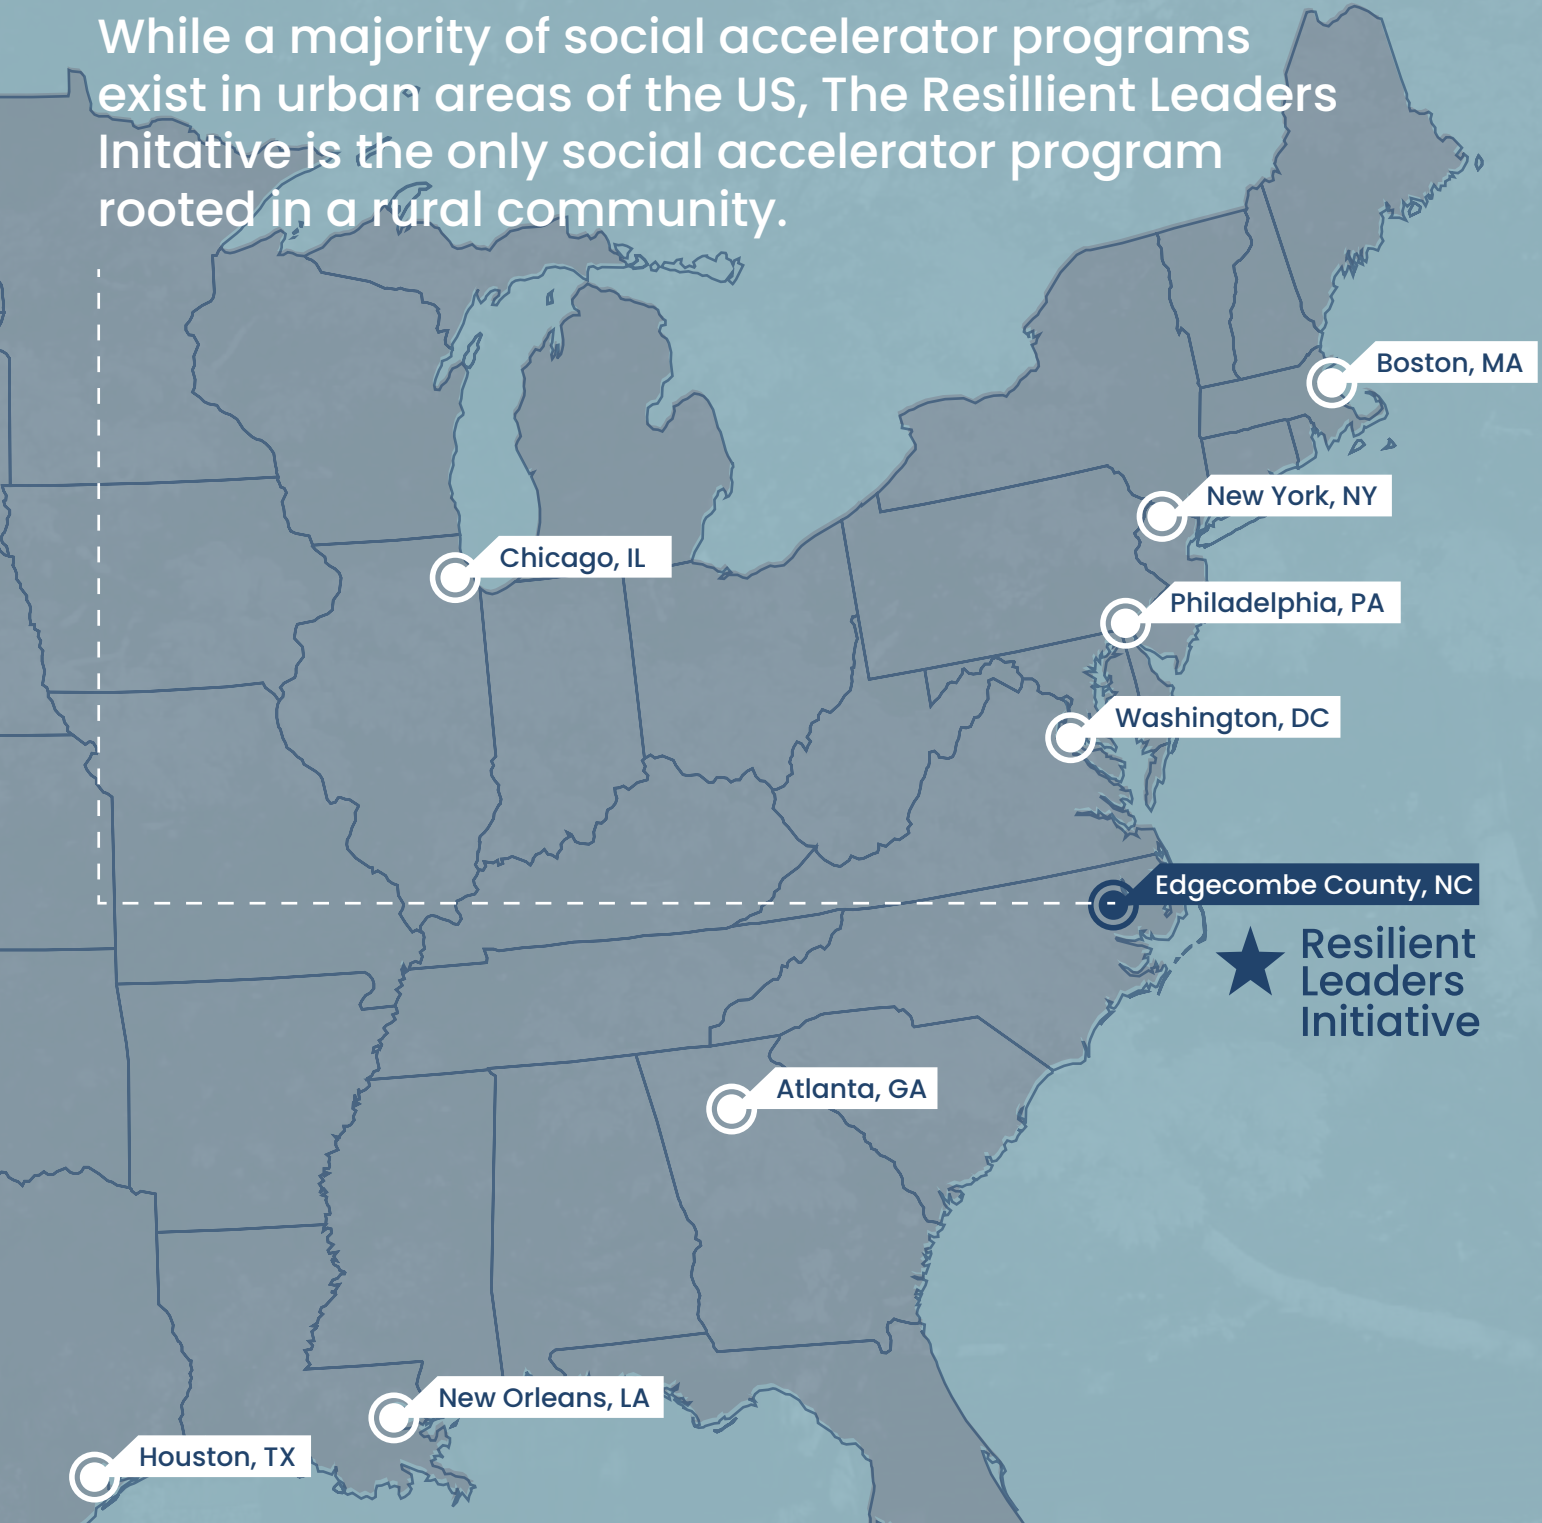 While a majority of social accelerator programs
exist in urban areas of the US, The Resillient Leaders
Initative is the only social accelerator program
rooted in a rural community.
Boston, MA
New York, NY
Chicago, IL
Philadelphia, PA
Washington, DC
Edgecombe County, NC
Resilient
Leaders
Initiative
Atlanta, GA
New Orleans, LA
Houston, TX